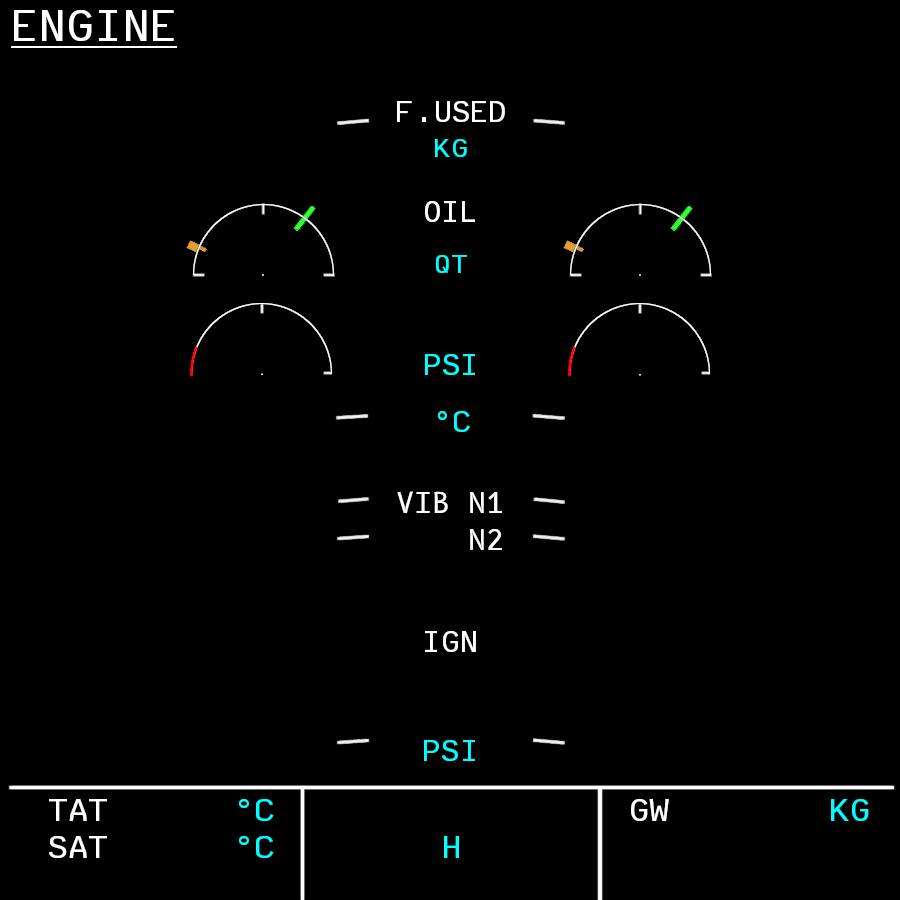 ENGINE
F.USED
KG
OIL
QT
PSI
°C
VIB N1
N2
IGN
PSI
TAT °C
SAT °C
H
GW KG